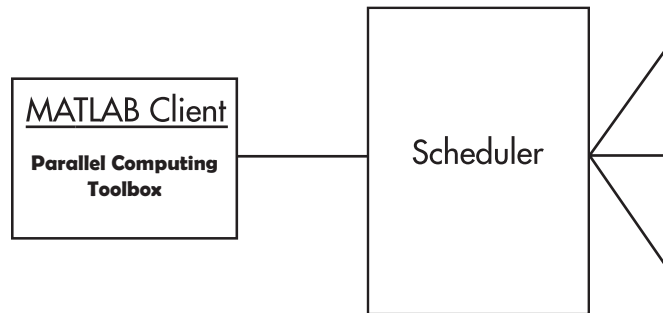 MATLAB Client
Parallel Computing
Toolbox
Scheduler